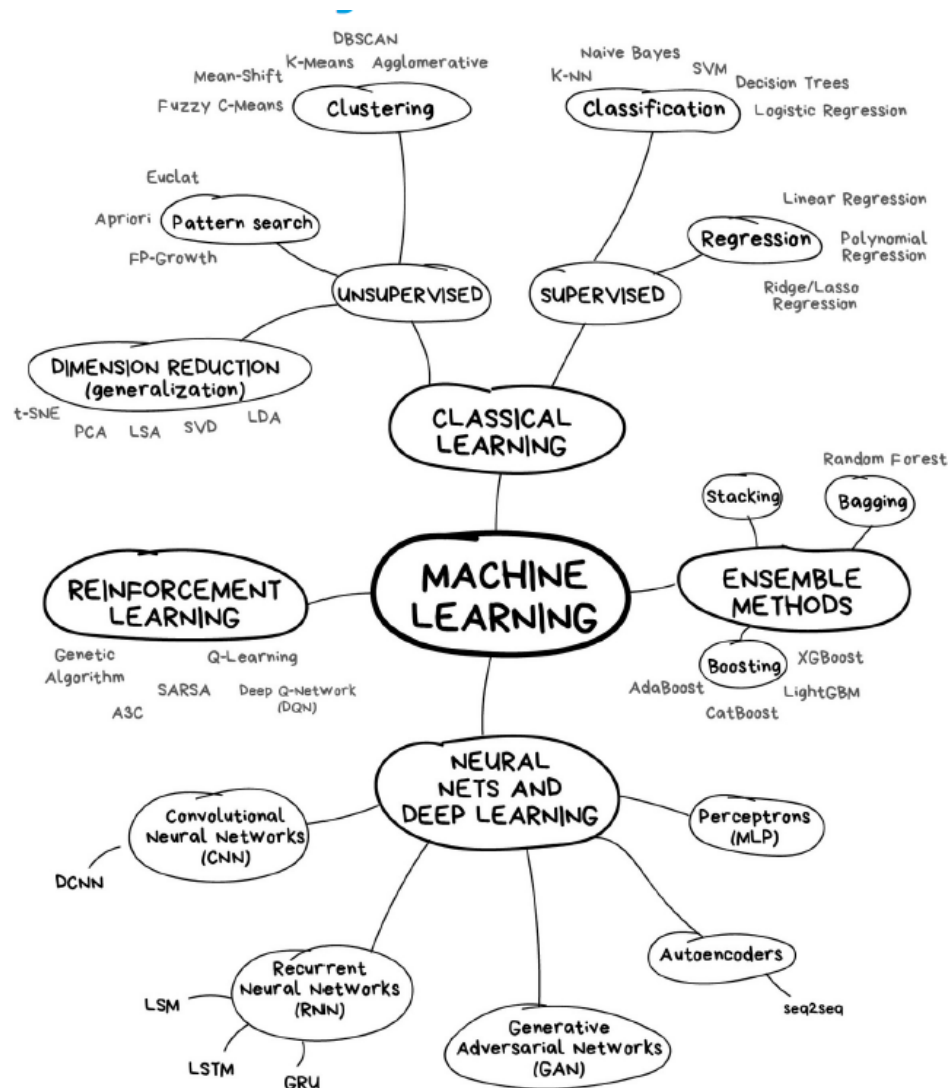 DBSCAN
K-Means
Agglomerative
Mean-Shift
Fuzzy C-Means
Clustering
Naive Bayes
K-NN
SVM
Decision Trees
Classification
Logistic Regression
Euclat
Apriori
Pattern search
FP-Growth
Linear Regression
Regression
Polynomial
Regression
Ridge/Lasso
Regression
UNSUPERVISED
SUPERVISED
DIMENSION REDUCTION
(generalization)
t-SNE
PCA
LSA
SVD
LDA
CLASSICAL
LEARNING
Random Forest
Stacking
Bagging
MACHINE
LEARNING
REINFORCEMENT
LEARNING
ENSEMBLE
METHODS
Genetic
Algorithm
Q-Learning
SARSA
Deep Q-Network
(DQN)
A3C
Boosting
XGBoost
AdaBoost
LightGBM
CatBoost
NEURAL
NETS AND
DEEP LEARNING
Convolutional
Neural Networks
(CNN)
DCNN
Perceptrons
(MLP)
Autoencoders
seq2seq
Recurrent
Neural Networks
(RNN)
LSM
LSTM
GRU
Generative
Adversarial Networks
(GAN)